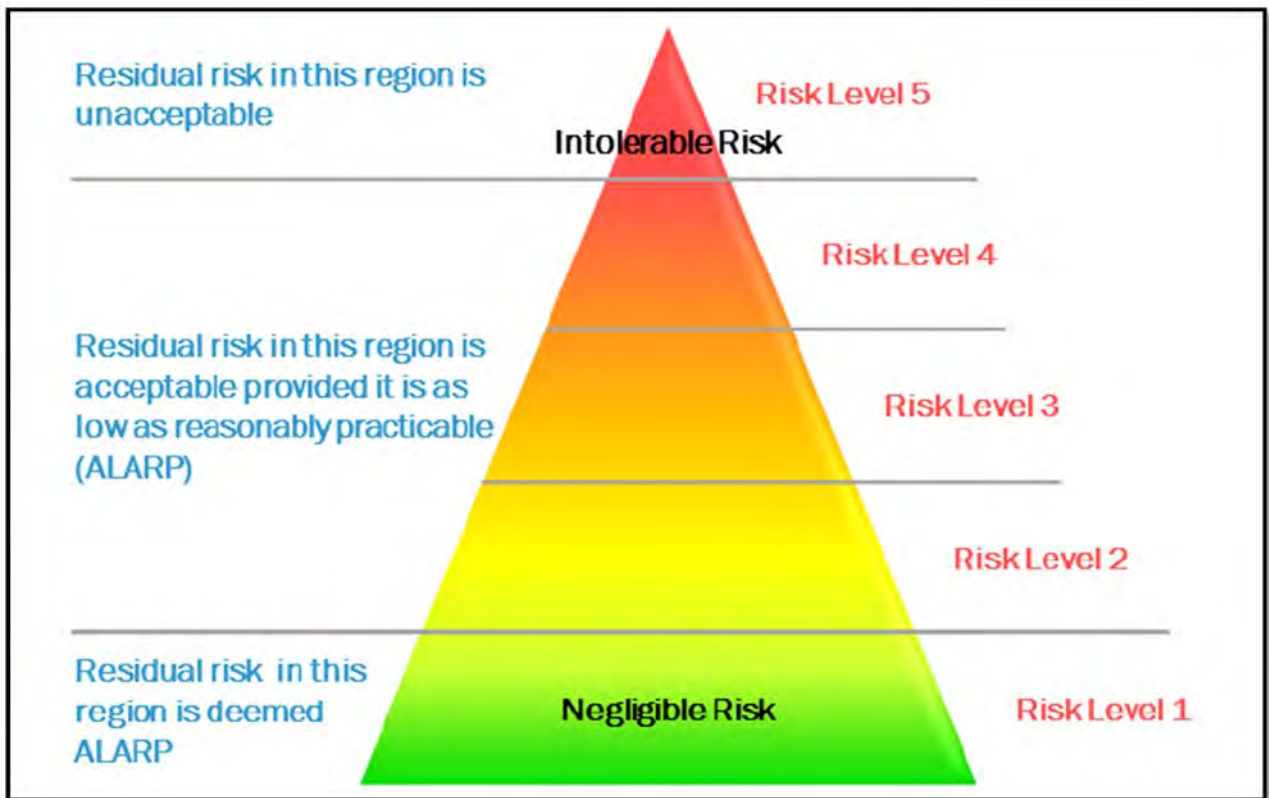 Residual risk in this region is
unacceptable
Risk Level 5
Intolerable Risk
Risk Level 4
Residual risk in this region is
acceptable provided it is as
low as reasonably practicable
(ALARP)
Risk Level 3
Risk Level 2
Residual risk in this
region is deemed
ALARP
Negligible Risk
Risk Level 1